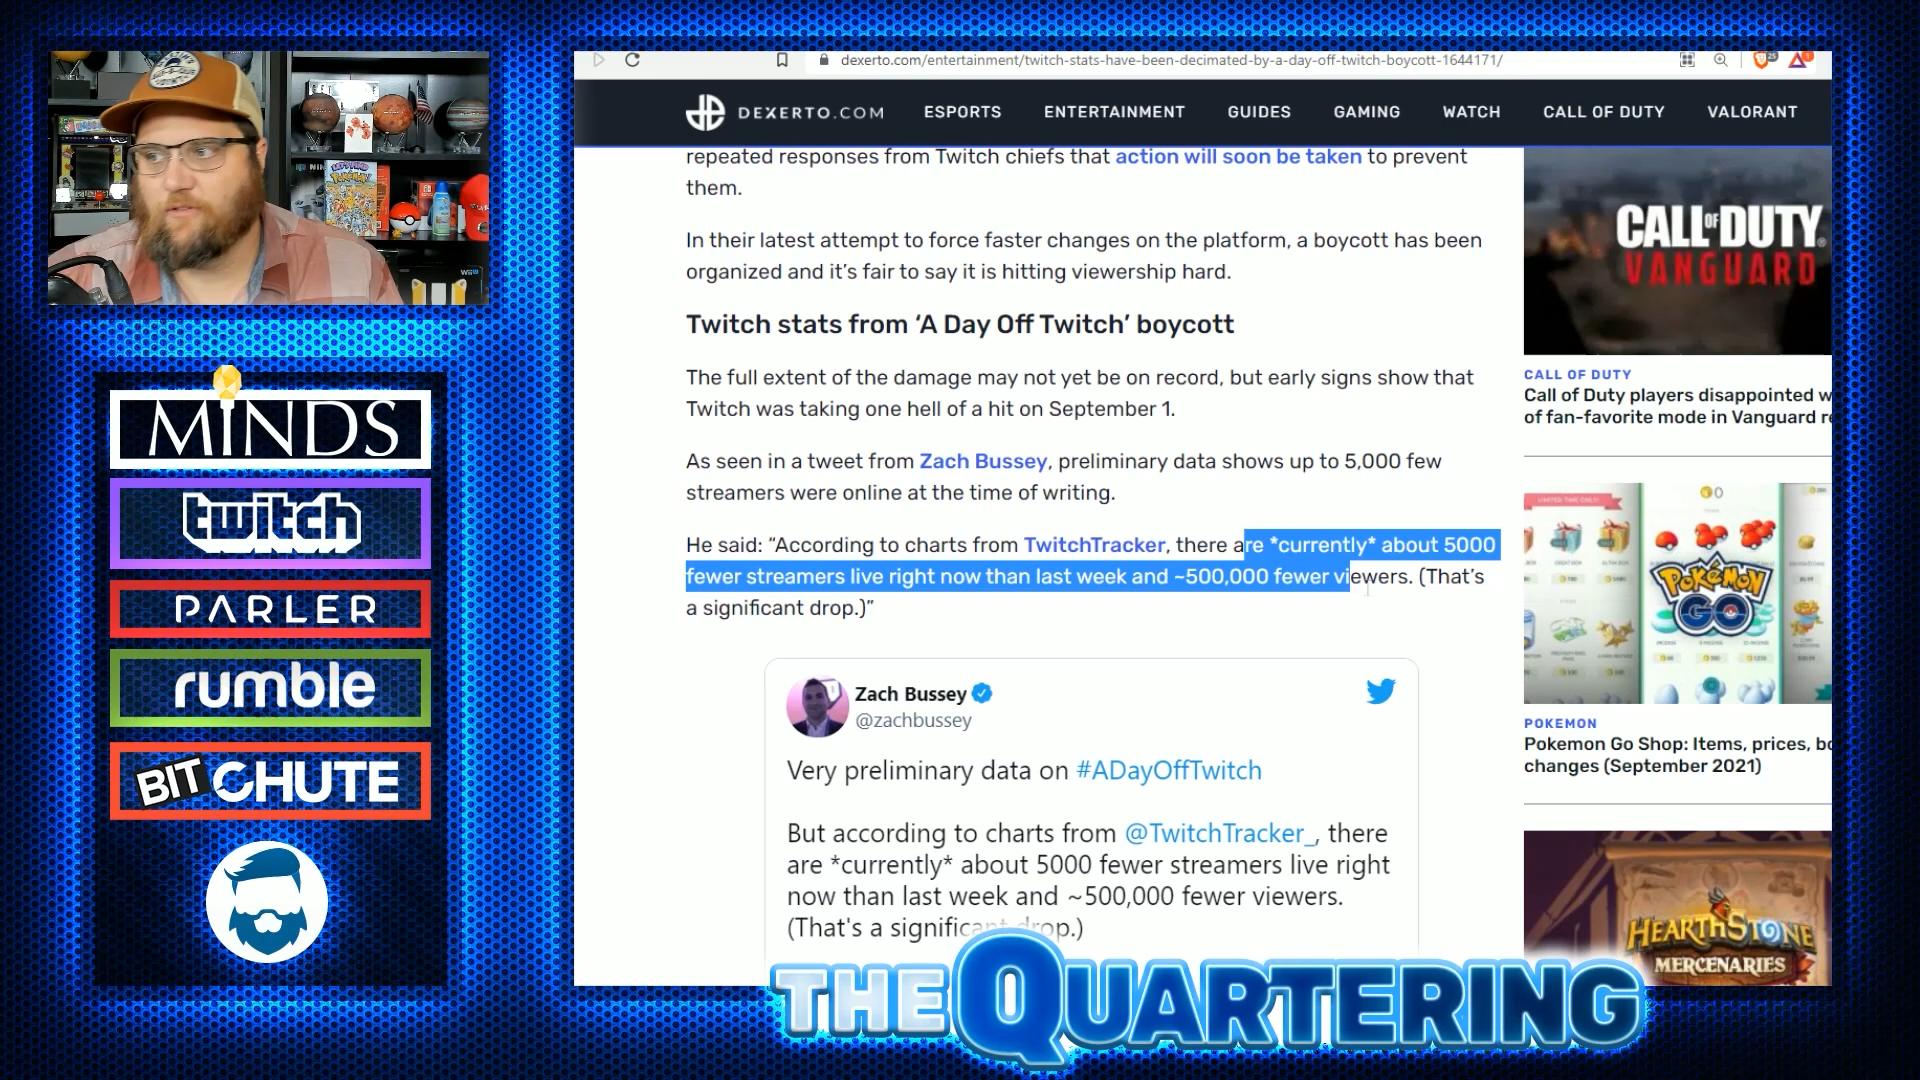 dexerto.com/entertainment/twitch-stats-have-been-decimated-by-a-day-off-twitch-boycott-1644171/
DEXERTO.COM
ESPORTS
ENTERTAINMENT
GUIDES
GAMING
WATCH
CALL OF DUTY
VALORANT
repeated responses from Twitch chiefs that action will soon be taken to prevent
them.
In their latest attempt to force faster changes on the platform, a boycott has been
organized and it’s fair to say it is hitting viewership hard.
Twitch stats from ‘A Day Off Twitch’ boycott
The full extent of the damage may not yet be on record, but early signs show that
Twitch was taking one hell of a hit on September 1.
As seen in a tweet from Zach Bussey, preliminary data shows up to 5,000 few
streamers were online at the time of writing.
He said: “According to charts from TwitchTracker, there are *currently* about 5000
fewer streamers live right now than last week and ~500,000 fewer viewers. (That’s
a significant drop.)”
Zach Bussey
@zachbussey
Very preliminary data on #ADayOffTwitch
But according to charts from @TwitchTracker_, there
are *currently* about 5000 fewer streamers live right
now than last week and ~500,000 fewer viewers.
(That's a significant drop.)
CALL OF DUTY
VANGUARD
CALL OF DUTY
Call of Duty players disappointed w
of fan-favorite mode in Vanguard re
POKéMON
GO
POKEMON
Pokemon Go Shop: Items, prices, bo
changes (September 2021)
HEARTHSTONE
MERCENARIES
MINDS
twitch
PARLER
rumble
BITCHUTE
THE QUARTERING